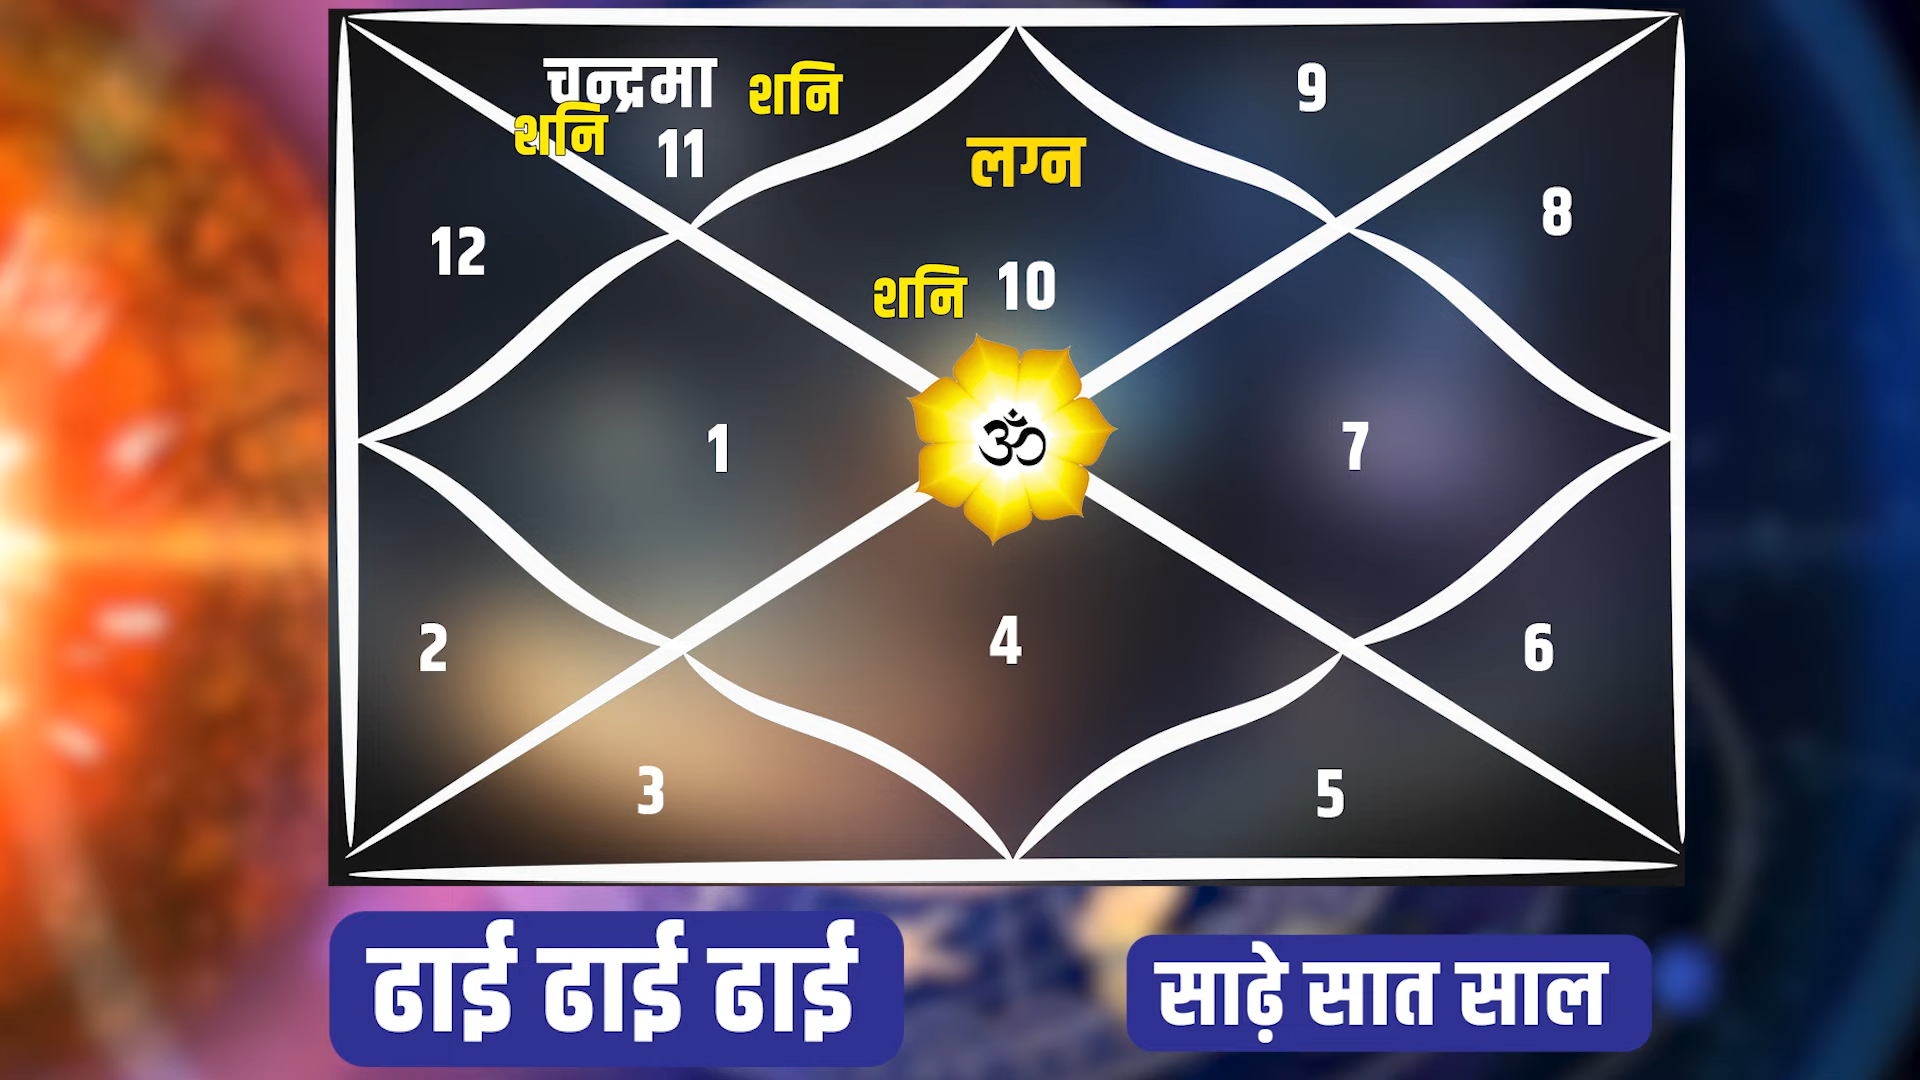 चन्द्रमा शनि 9
शनि 11
लग्न
12 8
शनि 10
ॐ
1 7
2 4 6
3 5
ढाई ढाई ढाई साढ़े सात साल